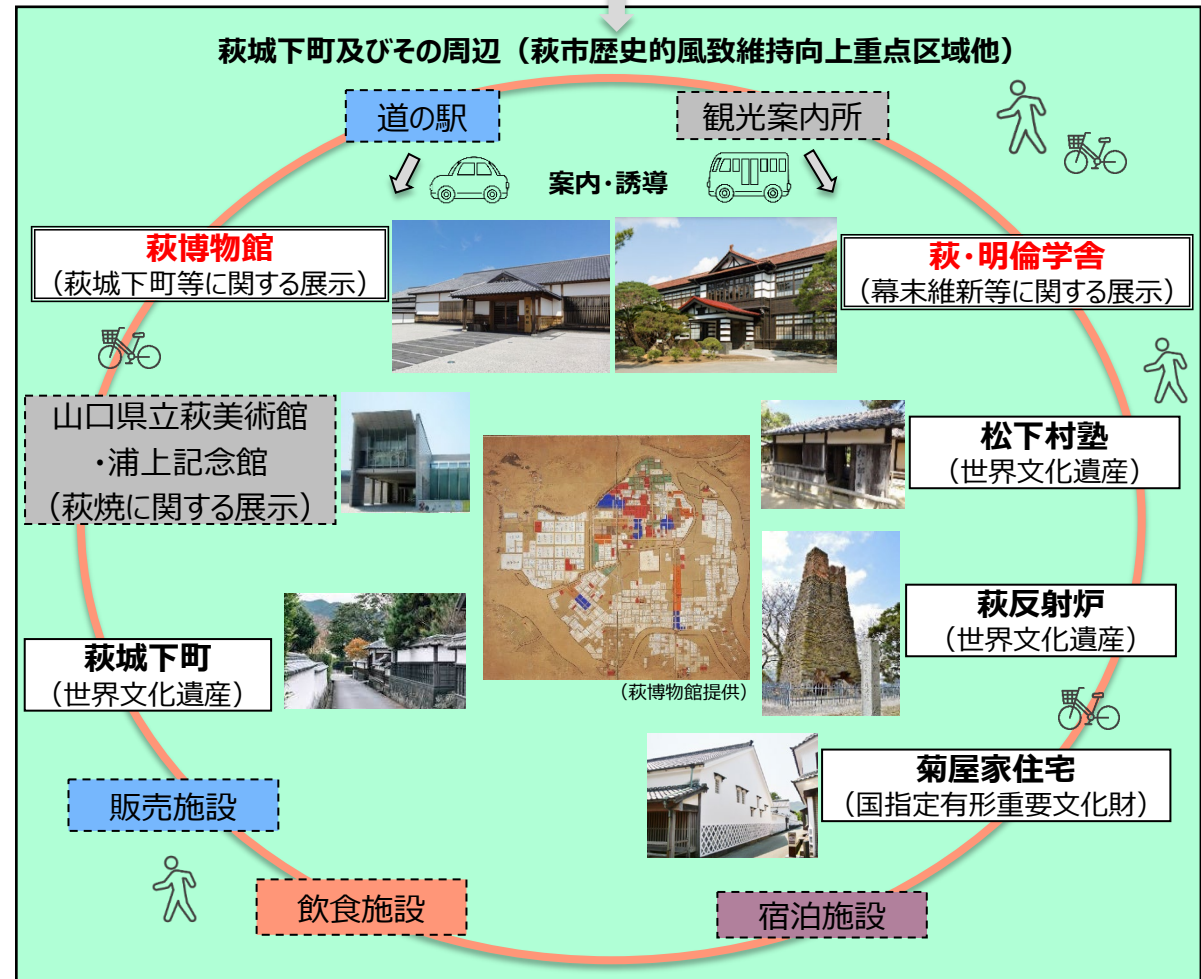 萩城下町及びその周辺（萩市歴史的風致維持向上重点区域他）
道の駅
観光案内所
案内・誘導
萩博物館
（萩城下町等に関する展示）
萩・明倫学舎
（幕末維新等に関する展示）
山口県立萩美術館
・浦上記念館
（萩焼に関する展示）
松下村塾
（世界文化遺産）
萩反射炉
（世界文化遺産）
萩城下町
（世界文化遺産）
（萩博物館提供）
菊屋家住宅
（国指定有形重要文化財）
販売施設
飲食施設
宿泊施設